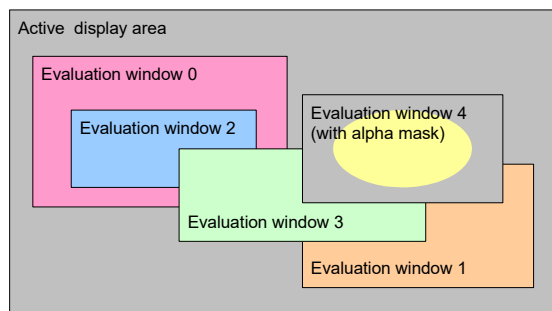 Active display area
Evaluation window 0
Evaluation window 2
Evaluation window 4
(with alpha mask)
Evaluation window 3
Evaluation window 1